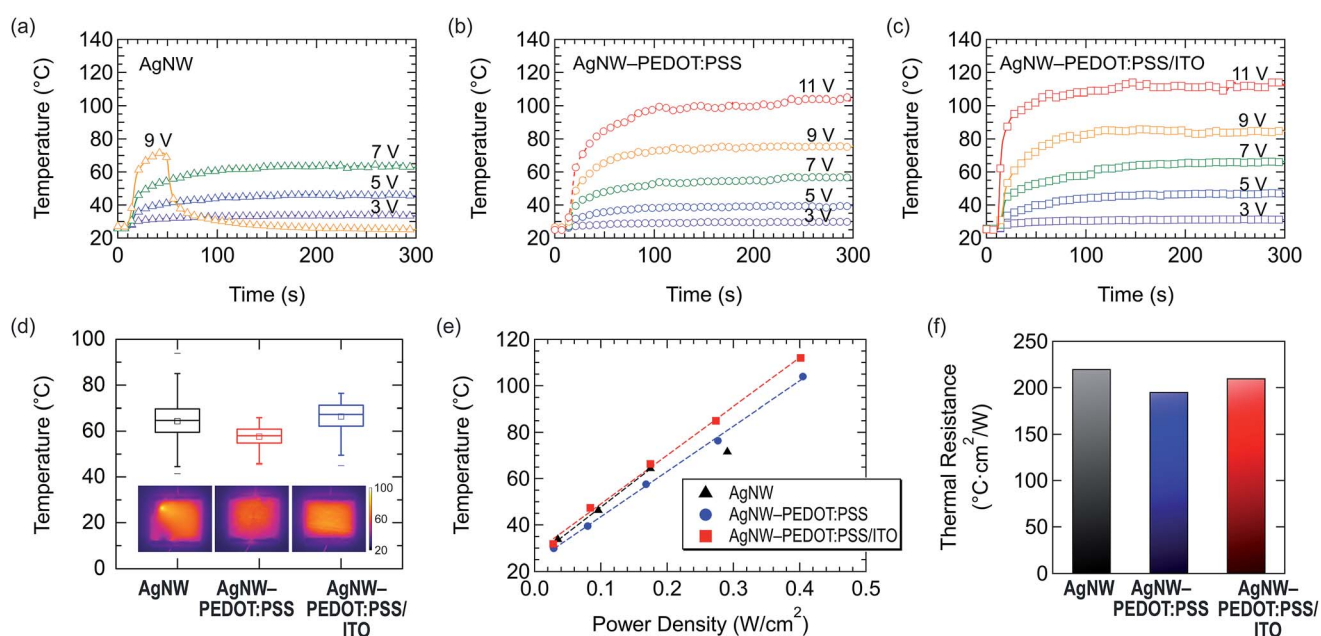 (a)
140
120
100
80
60
40
20
0
100
200
300
Temperature (°C)
Time (s)
AgNW
9 V
7 V
5 V
3 V
(b)
140
120
100
80
60
40
20
0
100
200
300
Temperature (°C)
Time (s)
AgNW–PEDOT:PSS
11 V
9 V
7 V
5 V
3 V
(c)
140
120
100
80
60
40
20
0
100
200
300
Temperature (°C)
Time (s)
AgNW–PEDOT:PSS/ITO
11 V
9 V
7 V
5 V
3 V
(d)
100
80
60
40
20
0
Temperature (°C)
100
60
20
AgNW
AgNW–
PEDOT:PSS
AgNW–
PEDOT:PSS/
ITO
(e)
120
100
80
60
40
20
0.0
0.1
0.2
0.3
0.4
0.5
Temperature (°C)
Power Density (W/cm²)
AgNW
AgNW–PEDOT:PSS
AgNW–PEDOT:PSS/ITO
(f)
250
200
150
100
50
0
Thermal Resistance
(°C·cm²/W)
AgNW
AgNW–
PEDOT:PSS
AgNW–
PEDOT:PSS/
ITO